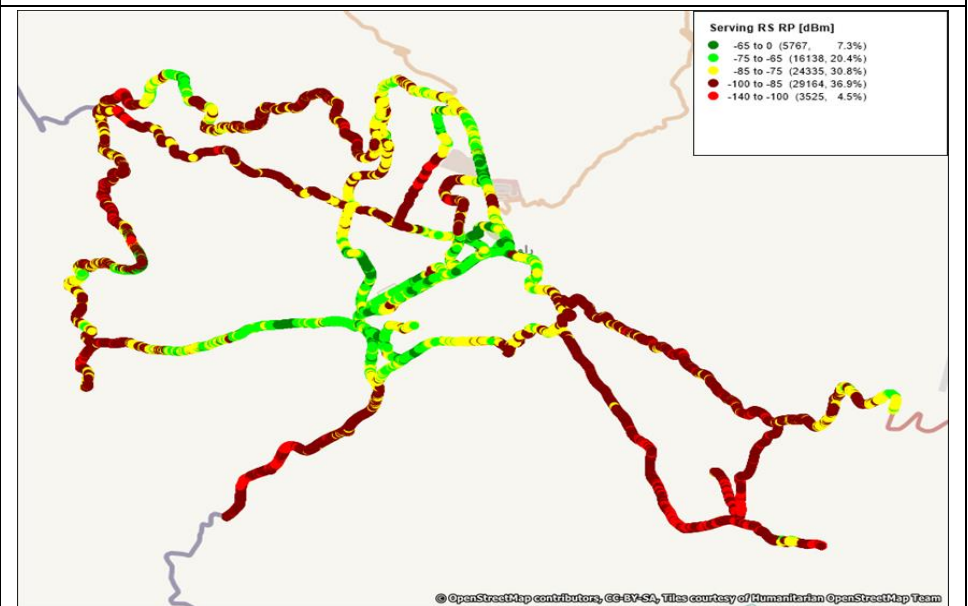 Serving RS RP [dBm]
-65 to 0 (5767, 7.3%)
-75 to -65 (16138, 20.4%)
-85 to -75 (24335, 30.8%)
-100 to -85 (29164, 36.9%)
-140 to -100 (3525, 4.5%)
© OpenStreetMap contributors, CC-BY-SA, Tiles courtesy of Humanitarian OpenStreetMap Team